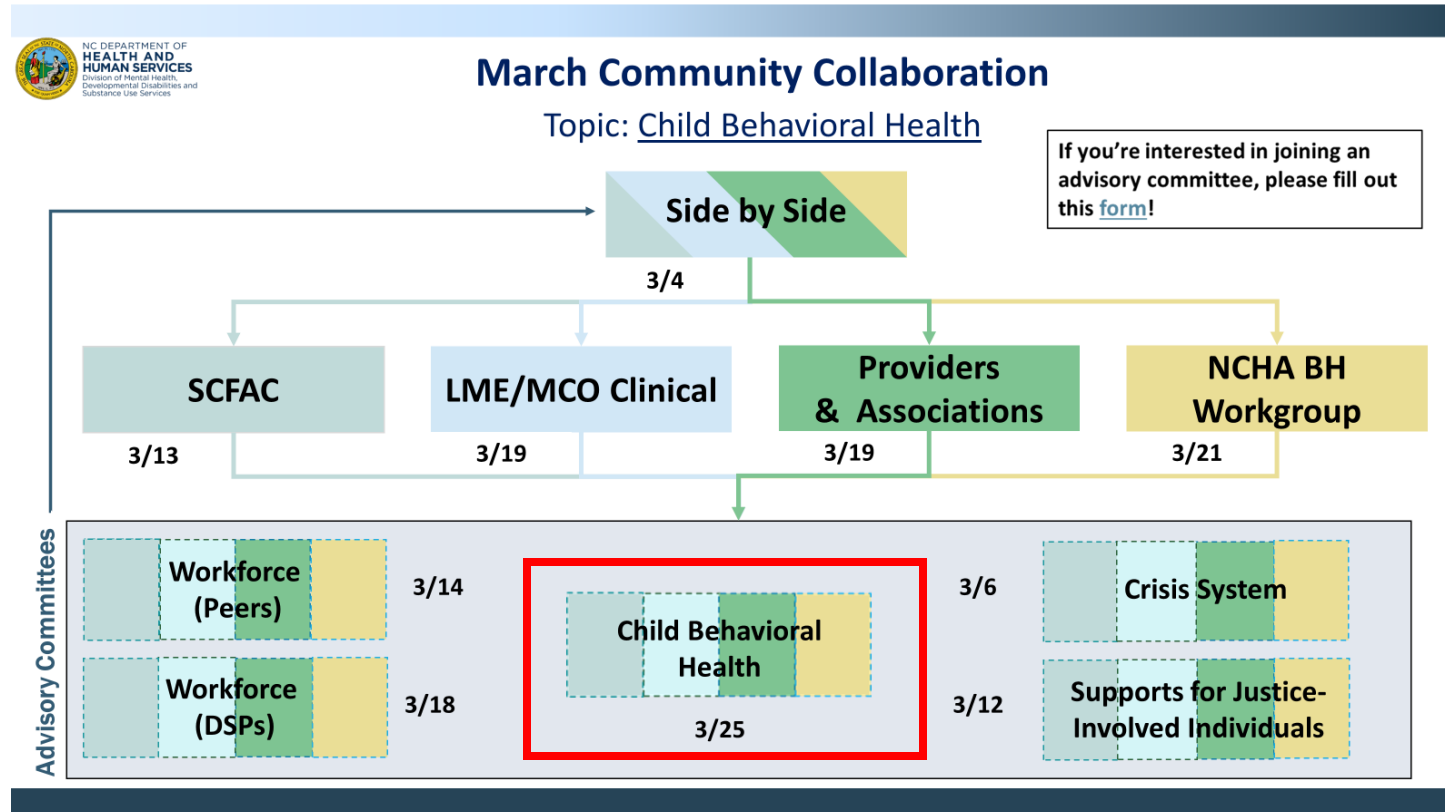 NC DEPARTMENT OF
HEALTH AND
HUMAN SERVICES
Division of Mental Health,
Developmental Disabilities and
Substance Use Services
March Community Collaboration
Topic: Child Behavioral Health
If you're interested in joining an
advisory committee, please fill out
this form!
Side by Side
3/4
SCFAC
3/13
LME/MCO Clinical
3/19
Providers
& Associations
3/19
NCHA BH
Workgroup
3/21
Advisory Committees
Workforce
(Peers)
3/14
Workforce
(DSPs)
3/18
Child Behavioral
Health
3/25
3/6
Crisis System
3/12
Supports for Justice-
Involved Individuals